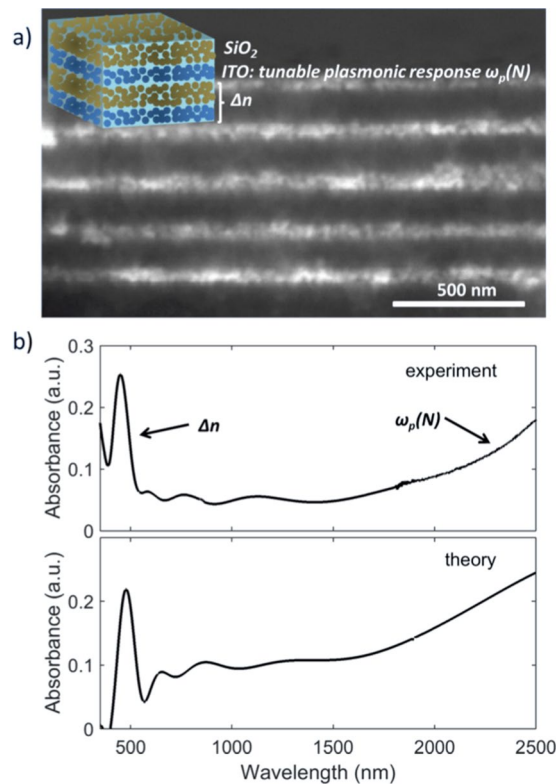 a)
SiO2
ITO: tunable plasmonic response ωp(N)
Δn
500 nm
b)
0.3
0.2
0.1
0
Absorbance (a.u.)
experiment
Δn
ωp(N)
0.2
0.1
0
Absorbance (a.u.)
theory
500 1000 1500 2000 2500
Wavelength (nm)